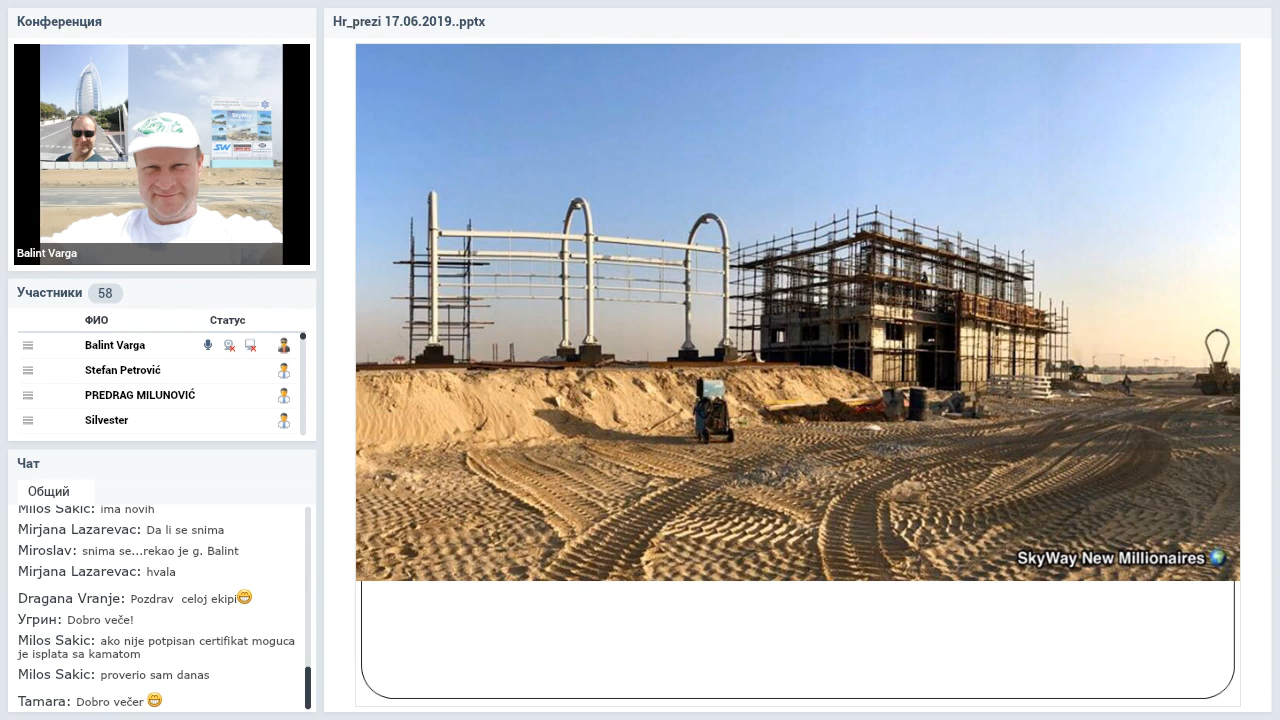 Конференция
Balint Varga
SkyWay
SW
Участники 58
ФИО Статус
Balint Varga
Stefan Petrović
PREDRAG MILUNOVIĆ
Silvester
Чат
Общий
Milos Sakic: ima novih
Mirjana Lazarevac: Da li se snima
Miroslav: snima se...rekao je g. Balint
Mirjana Lazarevac: hvala
Dragana Vranje: Pozdrav celoj ekipi
Угрин: Dobro veče!
Milos Sakic: ako nije potpisan certifikat moguca
je isplata sa kamatom
Milos Sakic: proverio sam danas
Tamara: Dobro večer
Hr_prezi 17.06.2019..pptx
SkyWay New Millionaires